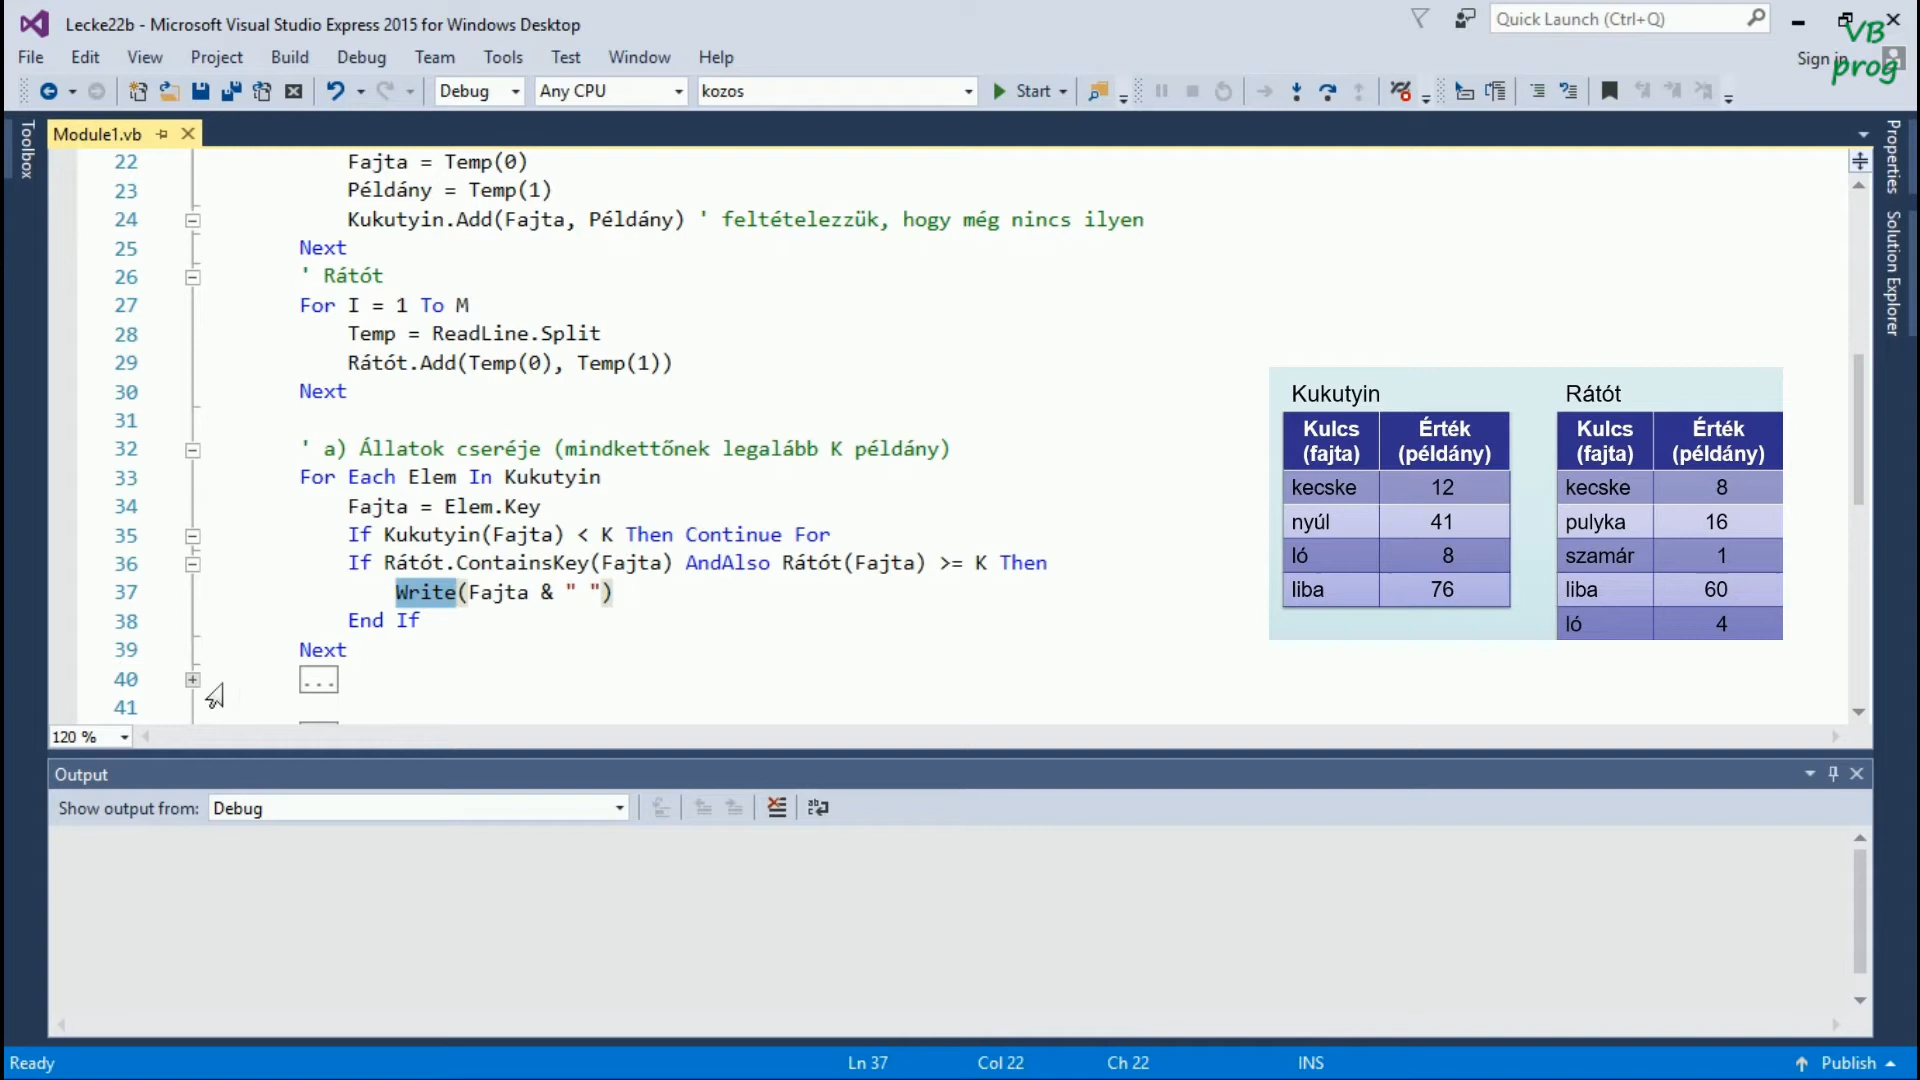 Lecke22b - Microsoft Visual Studio Express 2015 for Windows Desktop
Quick Launch (Ctrl+Q)
VB
prog
File Edit View Project Build Debug Team Tools Test Window Help
Sign in
Debug Any CPU kozos Start
Toolbox
Module1.vb
Properties
Solution Explorer
22 Fajta = Temp(0)
23 Példány = Temp(1)
24 Kukutyin.Add(Fajta, Példány) ' feltételezzük, hogy még nincs ilyen
25 Next
26 ' Rátót
27 For I = 1 To M
28 Temp = ReadLine.Split
29 Rátót.Add(Temp(0), Temp(1))
30 Next
31
32 ' a) Állatok cseréje (mindkettőnek legalább K példány)
33 For Each Elem In Kukutyin
34 Fajta = Elem.Key
35 If Kukutyin(Fajta) < K Then Continue For
36 If Rátót.ContainsKey(Fajta) AndAlso Rátót(Fajta) >= K Then
37 Write(Fajta & " ")
38 End If
39 Next
40 ...
41
Kukutyin
Kulcs (fajta) Érték (példány)
kecske 12
nyúl 41
ló 8
liba 76
Rátót
Kulcs (fajta) Érték (példány)
kecske 8
pulyka 16
szamár 1
liba 60
ló 4
120 %
Output
Show output from: Debug
Ready Ln 37 Col 22 Ch 22 INS Publish